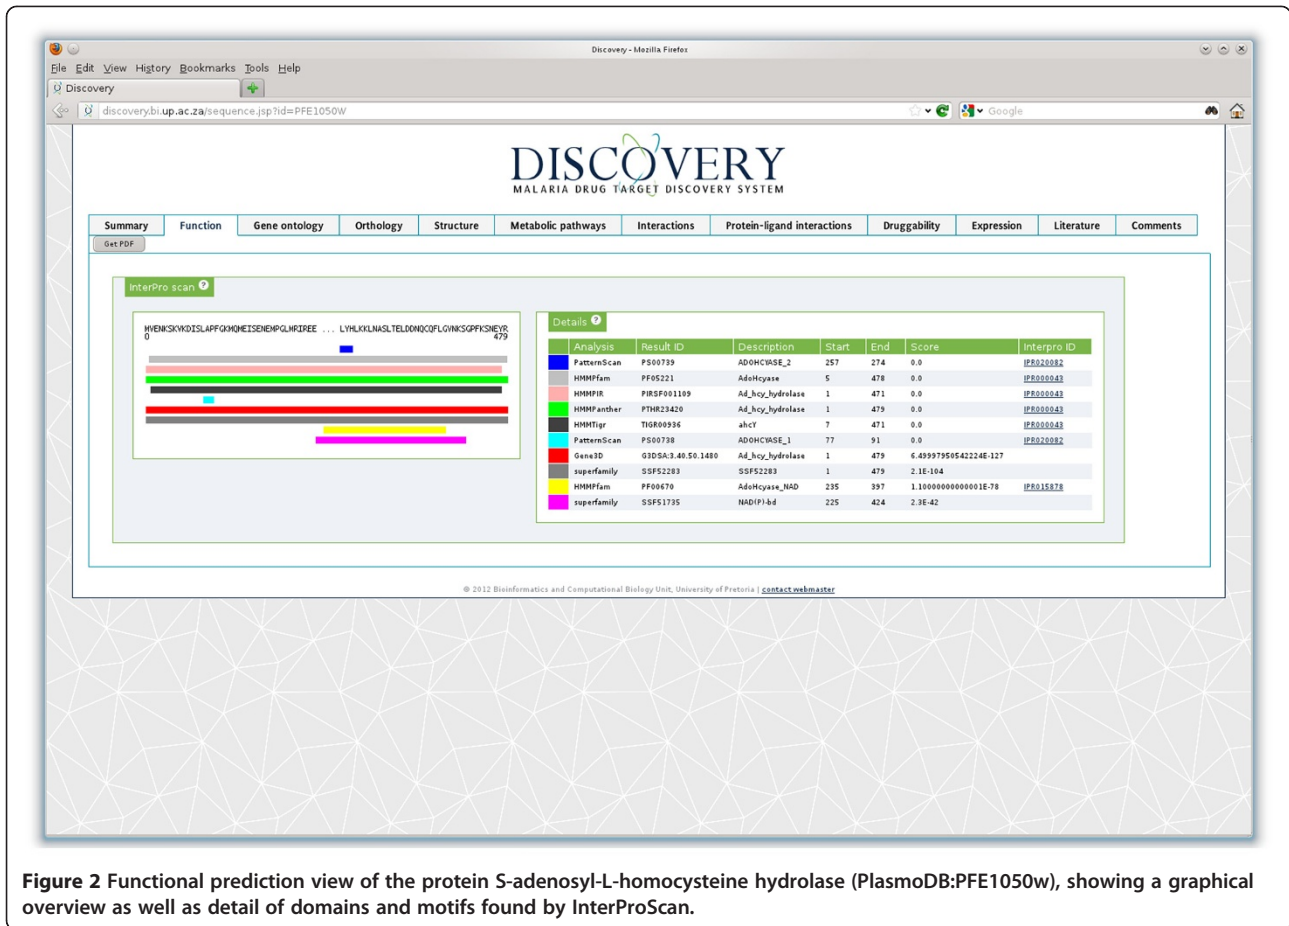 Discovery - Mozilla Firefox
File Edit View History Bookmarks Tools Help
Discovery
discovery.bi.up.ac.za/sequence.jsp?id=PFE1050W
Google
DISCOVERY
MALARIA DRUG TARGET DISCOVERY SYSTEM
Summary Function Gene ontology Orthology Structure Metabolic pathways Interactions Protein-ligand interactions Druggability Expression Literature Comments
Get PDF
InterPro scan ?
MVENKSKVKDISLAPFGKMQMEISENEMPGLMRIREE ... LYHLKKLNASLTELDDNQCQFLGVNKSGPFKSNEYR
0 479
Details ?
Analysis Result ID Description Start End Score Interpro ID
PatternScan PS00739 ADOHCYASE_2 257 274 0.0 IPR020082
HMMPfam PF05221 AdoHcyase 5 478 0.0 IPR000043
HMMPIR PIRSF001109 Ad_hcy_hydrolase 1 471 0.0 IPR000043
HMMPanther PTHR23420 Ad_hcy_hydrolase 1 479 0.0 IPR000043
HMMTigr TIGR00936 ahcY 7 471 0.0 IPR000043
PatternScan PS00738 ADOHCYASE_1 77 91 0.0 IPR020082
Gene3D G3DSA:3.40.50.1480 Ad_hcy_hydrolase 1 479 6.49997950542224E-127
superfamily SSF52283 SSF52283 1 479 2.1E-104
HMMPfam PF00670 AdoHcyase_NAD 235 397 1.10000000000001E-78 IPR015878
superfamily SSF51735 NAD(P)-bd 225 424 2.3E-42
© 2012 Bioinformatics and Computational Biology Unit, University of Pretoria | contact webmaster
Figure 2 Functional prediction view of the protein S-adenosyl-L-homocysteine hydrolase (PlasmoDB:PFE1050w), showing a graphical
overview as well as detail of domains and motifs found by InterProScan.